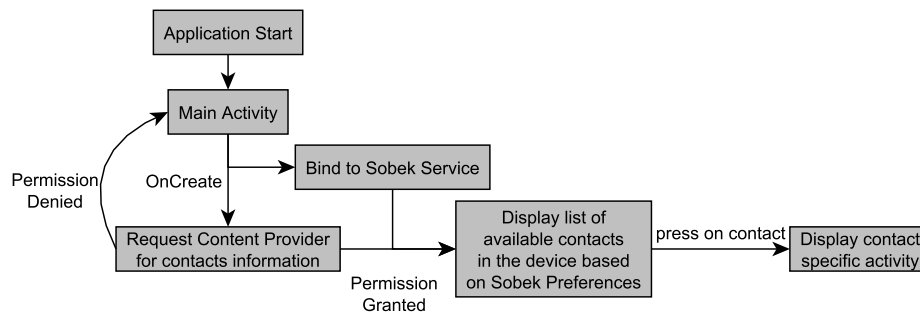 Application Start
Main Activity
Permission
Denied
OnCreate
Bind to Sobek Service
Request Content Provider
for contacts information
Permission
Granted
Display list of
available contacts
in the device based
on Sobek Preferences
press on contact
Display contact
specific activity